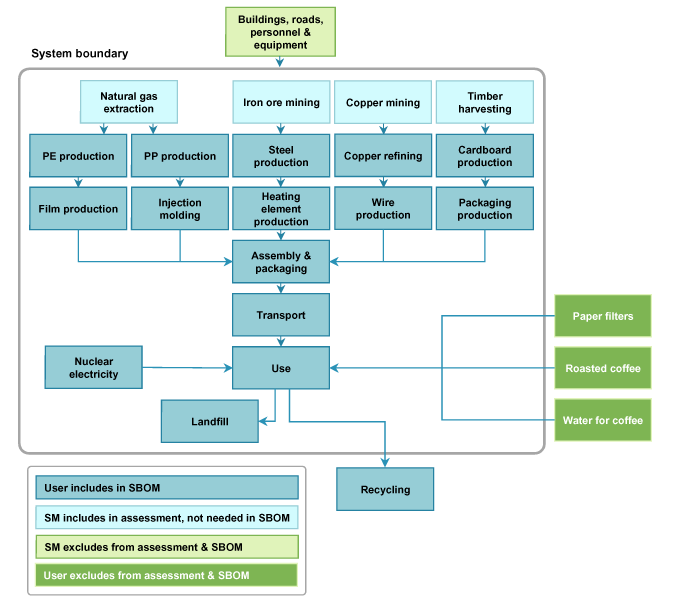 Buildings, roads,
personnel &
equipment
System boundary
Natural gas
extraction
Iron ore mining
Copper mining
Timber
harvesting
PE production
PP production
Steel
production
Copper refining
Cardboard
production
Film production
Injection
molding
Heating
element
production
Wire
production
Packaging
production
Assembly &
packaging
Transport
Paper filters
Nuclear
electricity
Use
Roasted coffee
Landfill
Water for coffee
Recycling
User includes in SBOM
SM includes in assessment, not needed in SBOM
SM excludes from assessment & SBOM
User excludes from assessment & SBOM